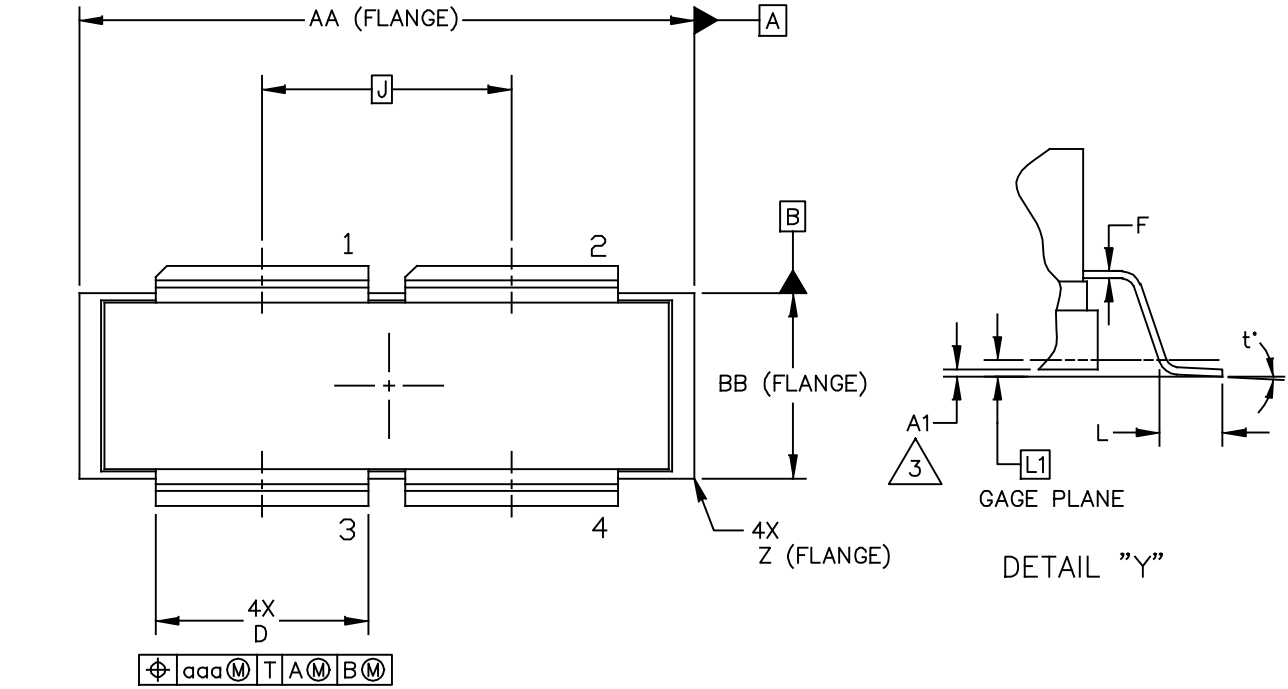 AA (FLANGE)
A
J
B
1
2
F
t°
BB (FLANGE)
A1
3
L
L1
GAGE PLANE
3
4
4X
Z (FLANGE)
DETAIL "Y"
4X
D
⌖ aaa Ⓜ T A Ⓜ B Ⓜ